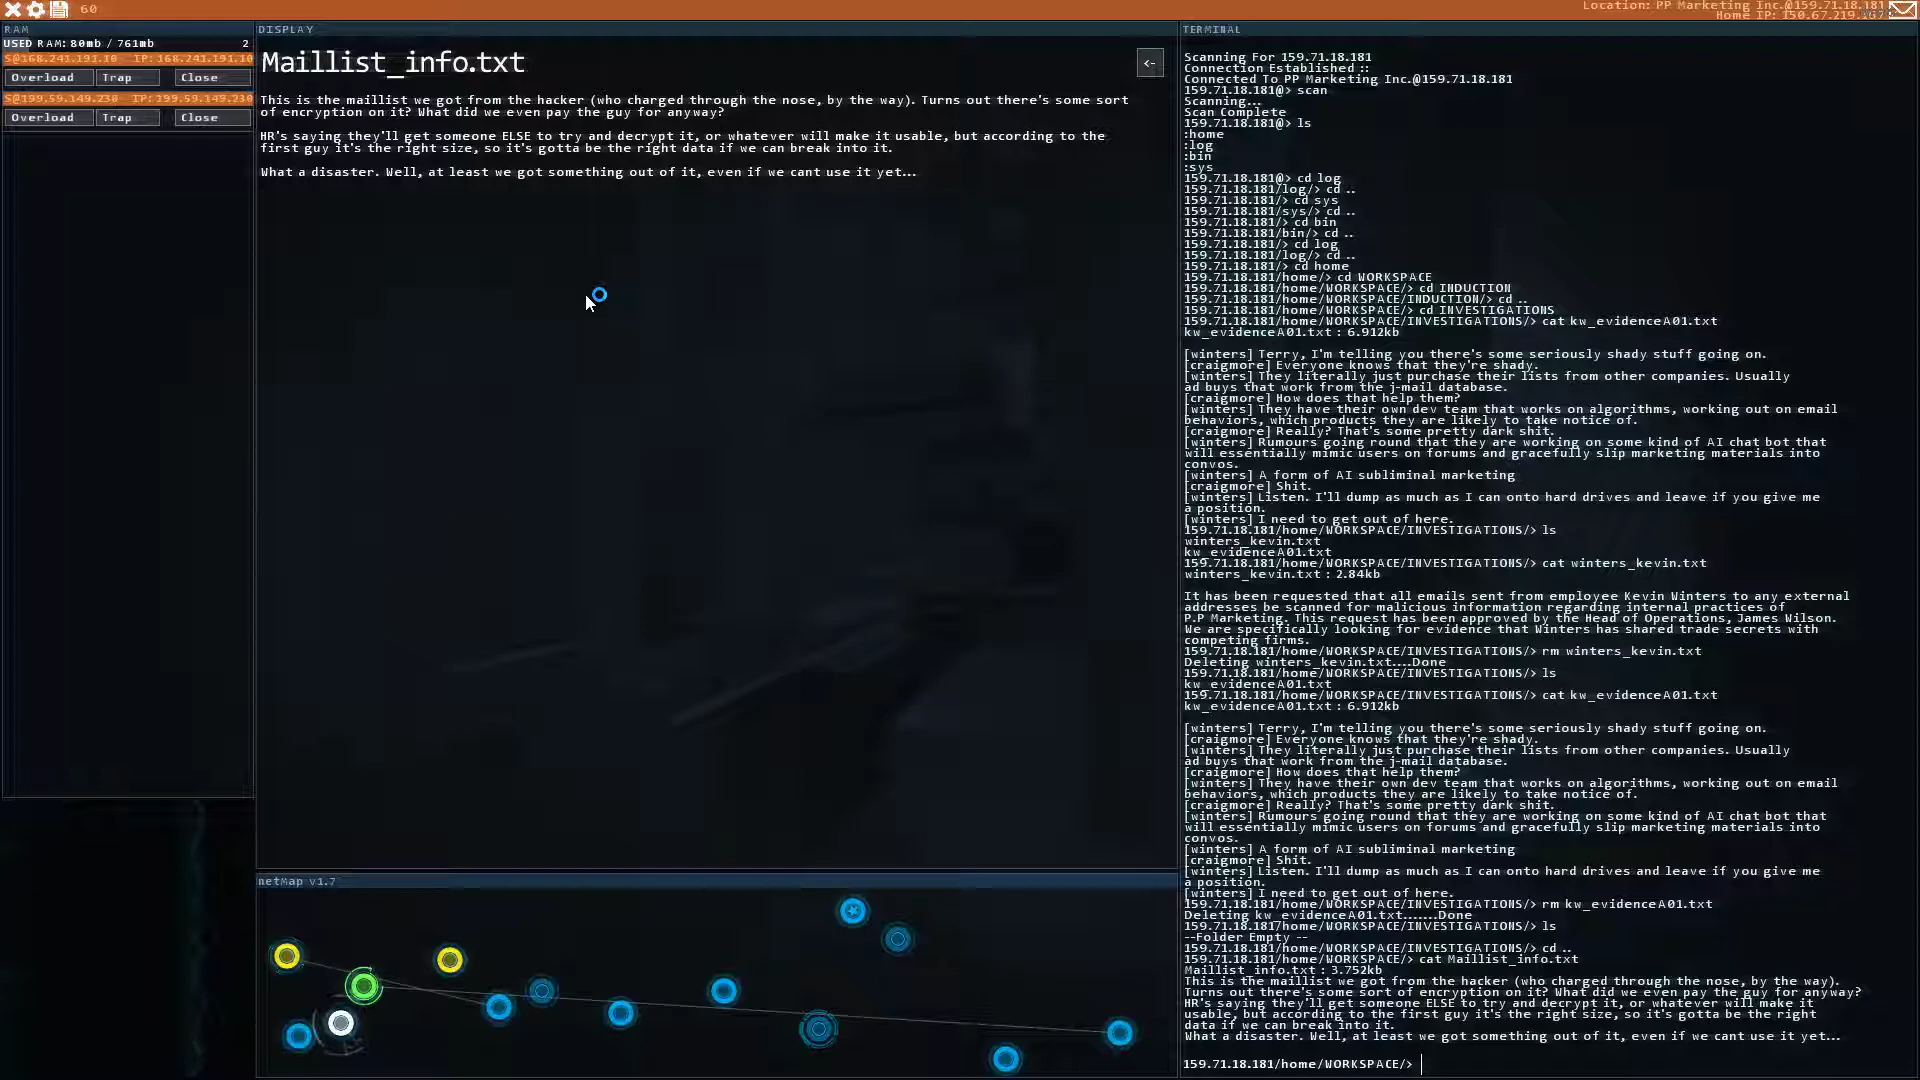 60
Location: PP Marketing Inc.@159.71.18.181
RAM
USED RAM: 80mb / 761mb 2
S@168.241.191.10 IP: 168.241.191.10
Overload Trap Close
S@199.59.149.230 IP: 199.59.149.230
Overload Trap Close
DISPLAY
Maillist_info.txt
<-
This is the maillist we got from the hacker (who charged through the nose, by the way). Turns out there's some sort
of encryption on it? What did we even pay the guy for anyway?
HR's saying they'll get someone ELSE to try and decrypt it, or whatever will make it usable, but according to the
first guy it's the right size, so it's gotta be the right data if we can break into it.
What a disaster. Well, at least we got something out of it, even if we cant use it yet...
netMap v1.7
TERMINAL
Scanning For 159.71.18.181
Connection Established ::
Connected To PP Marketing Inc.@159.71.18.181
159.71.18.181@> scan
Scanning...
Scan Complete
159.71.18.181@> ls
:home
:log
:bin
:sys
159.71.18.181@> cd log
159.71.18.181/log/> cd ..
159.71.18.181/> cd sys
159.71.18.181/sys/> cd ..
159.71.18.181/> cd bin
159.71.18.181/bin/> cd ..
159.71.18.181/> cd log
159.71.18.181/log/> cd ..
159.71.18.181/> cd home
159.71.18.181/home/> cd WORKSPACE
159.71.18.181/home/WORKSPACE/> cd INDUCTION
159.71.18.181/home/WORKSPACE/INDUCTION/> cd ..
159.71.18.181/home/WORKSPACE/> cd INVESTIGATIONS
159.71.18.181/home/WORKSPACE/INVESTIGATIONS/> cat kw_evidenceA01.txt
kw_evidenceA01.txt : 6.912kb
[winters] Terry, I'm telling you there's some seriously shady stuff going on.
[craigmore] Everyone knows that they're shady.
[winters] They literally just purchase their lists from other companies. Usually
ad buys that work from the j-mail database.
[craigmore] How does that help them?
[winters] They have their own dev team that works on algorithms, working out on email
behaviors, which products they are likely to take notice of.
[craigmore] Really? That's some pretty dark shit.
[winters] Rumours going round that they are working on some kind of AI chat bot that
will essentially mimic users on forums and gracefully slip marketing materials into
convos.
[winters] A form of AI subliminal marketing
[craigmore] Shit.
[winters] Listen. I'll dump as much as I can onto hard drives and leave if you give me
a position.
[winters] I need to get out of here.
159.71.18.181/home/WORKSPACE/INVESTIGATIONS/> ls
winters_kevin.txt
kw_evidenceA01.txt
159.71.18.181/home/WORKSPACE/INVESTIGATIONS/> cat winters_kevin.txt
winters_kevin.txt : 2.84kb
It has been requested that all emails sent from employee Kevin Winters to any external
addresses be scanned for malicious information regarding internal practices of
P.P Marketing. This request has been approved by the Head of Operations, James Wilson.
We are specifically looking for evidence that Winters has shared trade secrets with
competing firms.
159.71.18.181/home/WORKSPACE/INVESTIGATIONS/> rm winters_kevin.txt
Deleting winters_kevin.txt....Done
159.71.18.181/home/WORKSPACE/INVESTIGATIONS/> ls
kw_evidenceA01.txt
159.71.18.181/home/WORKSPACE/INVESTIGATIONS/> cat kw_evidenceA01.txt
kw_evidenceA01.txt : 6.912kb
[winters] Terry, I'm telling you there's some seriously shady stuff going on.
[craigmore] Everyone knows that they're shady.
[winters] They literally just purchase their lists from other companies. Usually
ad buys that work from the j-mail database.
[craigmore] How does that help them?
[winters] They have their own dev team that works on algorithms, working out on email
behaviors, which products they are likely to take notice of.
[craigmore] Really? That's some pretty dark shit.
[winters] Rumours going round that they are working on some kind of AI chat bot that
will essentially mimic users on forums and gracefully slip marketing materials into
convos.
[winters] A form of AI subliminal marketing
[craigmore] Shit.
[winters] Listen. I'll dump as much as I can onto hard drives and leave if you give me
a position.
[winters] I need to get out of here.
159.71.18.181/home/WORKSPACE/INVESTIGATIONS/> rm kw_evidenceA01.txt
Deleting kw_evidenceA01.txt.......Done
159.71.18.181/home/WORKSPACE/INVESTIGATIONS/> ls
--Folder Empty --
159.71.18.181/home/WORKSPACE/INVESTIGATIONS/> cd ..
159.71.18.181/home/WORKSPACE/> cat Maillist_info.txt
Maillist_info.txt : 3.752kb
This is the maillist we got from the hacker (who charged through the nose, by the way).
Turns out there's some sort of encryption on it? What did we even pay the guy for anyway?
HR's saying they'll get someone ELSE to try and decrypt it, or whatever will make it
usable, but according to the first guy it's the right size, so it's gotta be the right
data if we can break into it.
What a disaster. Well, at least we got something out of it, even if we cant use it yet...
159.71.18.181/home/WORKSPACE/>